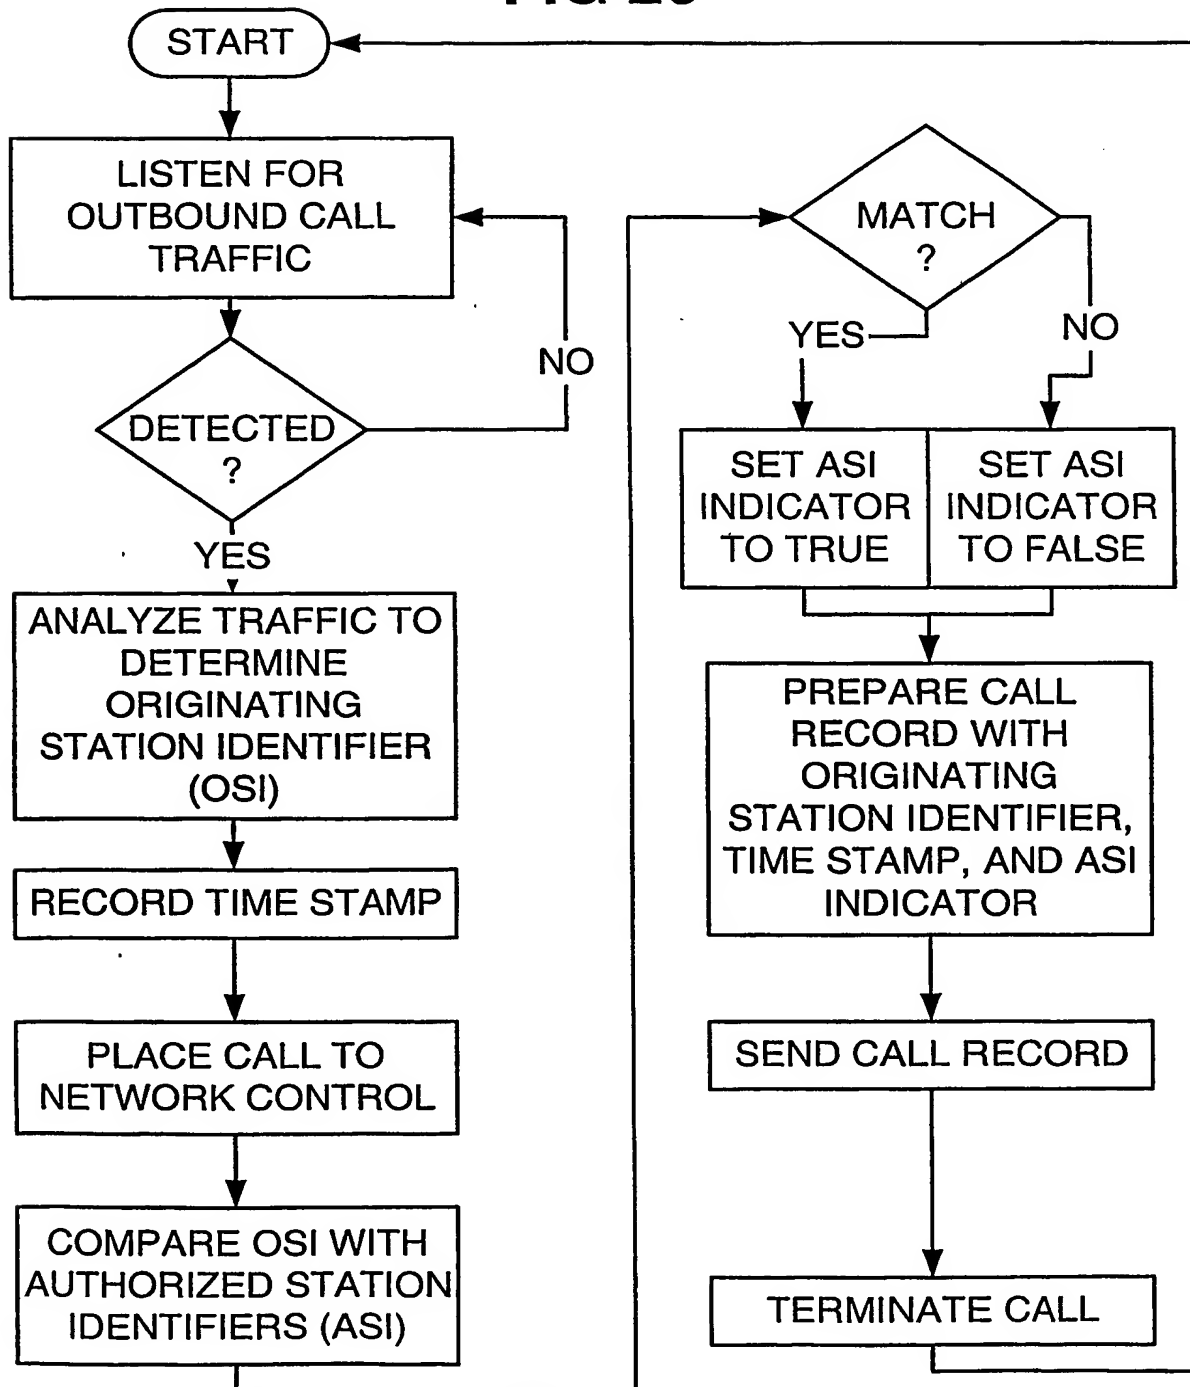 START
LISTEN FOR
OUTBOUND CALL
TRAFFIC
NO
DETECTED
?
YES
ANALYZE TRAFFIC TO
DETERMINE
ORIGINATING
STATION IDENTIFIER
(OSI)
RECORD TIME STAMP
PLACE CALL TO
NETWORK CONTROL
COMPARE OSI WITH
AUTHORIZED STATION
IDENTIFIERS (ASI)
MATCH
?
YES
NO
SET ASI
INDICATOR
TO TRUE
SET ASI
INDICATOR
TO FALSE
PREPARE CALL
RECORD WITH
ORIGINATING
STATION IDENTIFIER,
TIME STAMP, AND ASI
INDICATOR
SEND CALL RECORD
TERMINATE CALL